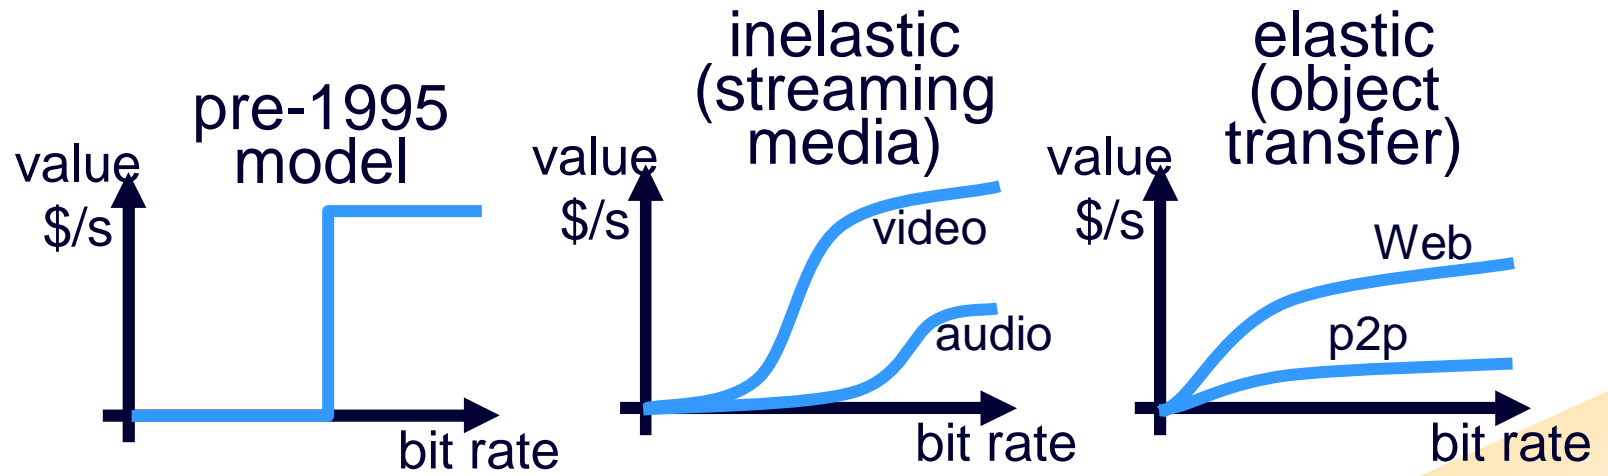 pre-1995
model
value
$/s
bit rate
inelastic
(streaming
media)
value
$/s
video
audio
bit rate
elastic
(object
transfer)
value
$/s
Web
p2p
bit rate